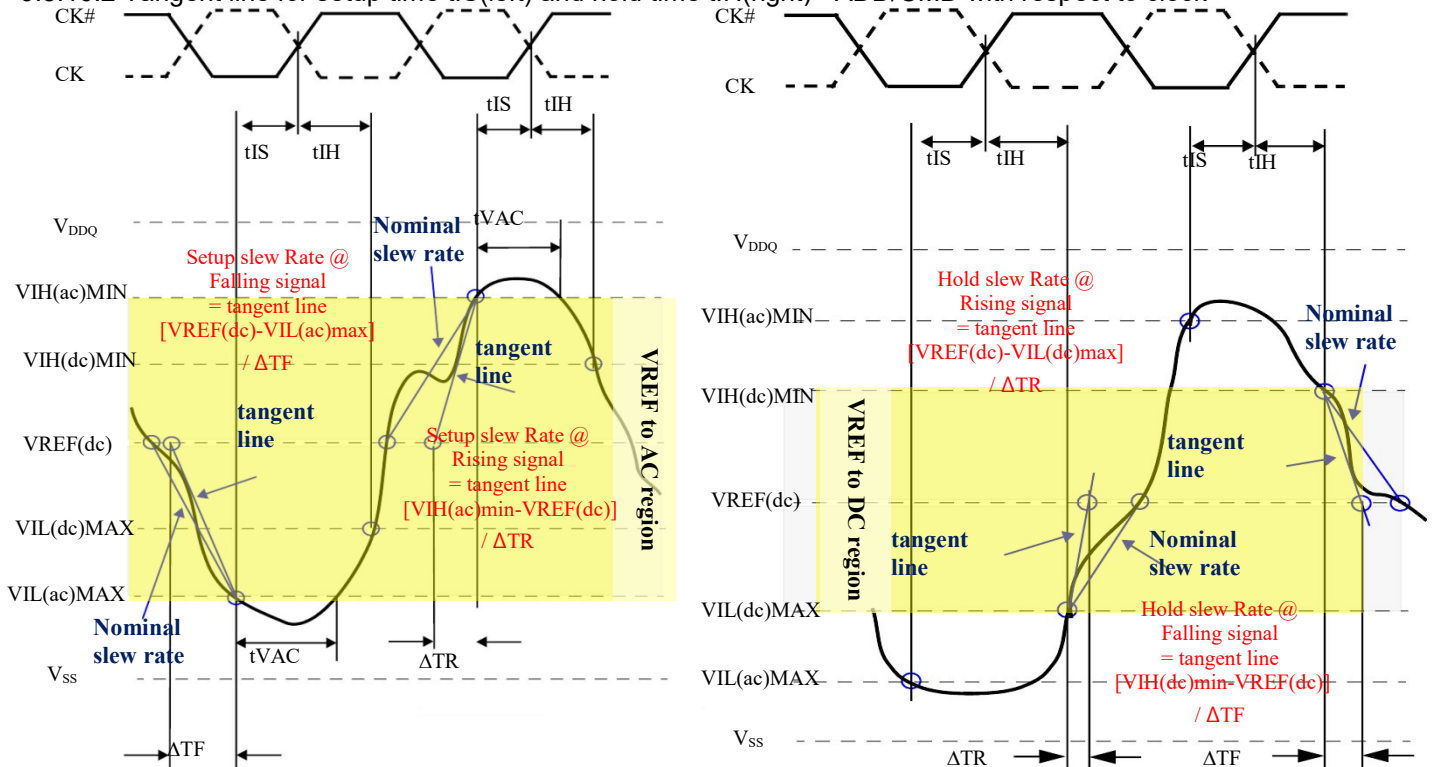 CK#
CK
tIS
tIH
tIS
tIH
VDDQ
Nominal
slew rate
tVAC
Setup slew Rate @
Falling signal
= tangent line
[VREF(dc)-VIL(ac)max]
/ ΔTF
VIH(ac)MIN
VIH(dc)MIN
tangent
line
tangent
line
VREF(dc)
Setup slew Rate @
Rising signal
= tangent line
[VIH(ac)min-VREF(dc)]
/ ΔTR
VREF to AC region
VIL(dc)MAX
VIL(ac)MAX
Nominal
slew rate
tVAC
ΔTR
VSS
ΔTF
CK#
CK
tIS
tIH
tIS
tIH
VDDQ
Hold slew Rate @
Rising signal
= tangent line
[VREF(dc)-VIL(dc)max]
/ ΔTR
VIH(ac)MIN
Nominal
slew rate
VIH(dc)MIN
VREF to DC region
tangent
line
VREF(dc)
tangent
line
Nominal
slew rate
VIL(dc)MAX
Hold slew Rate @
Falling signal
= tangent line
[VIH(dc)min-VREF(dc)]
/ ΔTF
VIL(ac)MAX
VSS
ΔTR
ΔTF